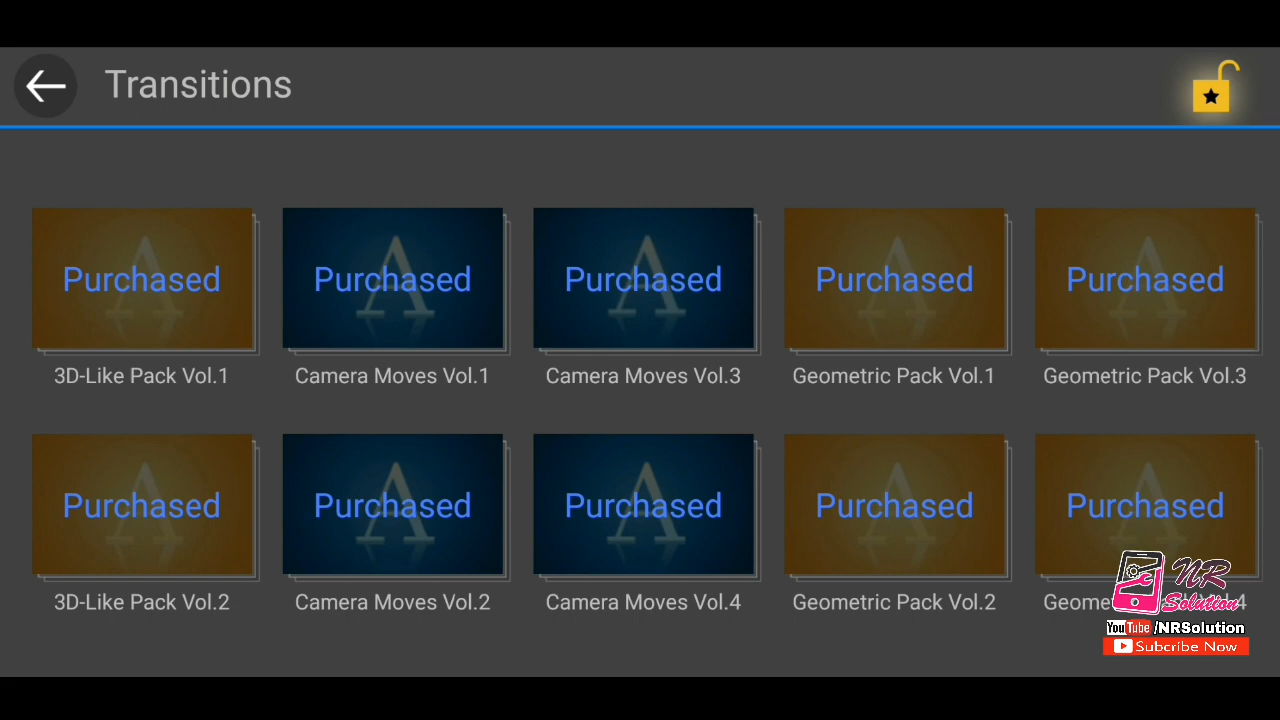 Transitions
Purchased Purchased Purchased Purchased Purchased
3D-Like Pack Vol.1 Camera Moves Vol.1 Camera Moves Vol.3 Geometric Pack Vol.1 Geometric Pack Vol.3
Purchased Purchased Purchased Purchased Purchased
3D-Like Pack Vol.2 Camera Moves Vol.2 Camera Moves Vol.4 Geometric Pack Vol.2
NR
Solution
YouTube /NRSolution
Subcribe Now